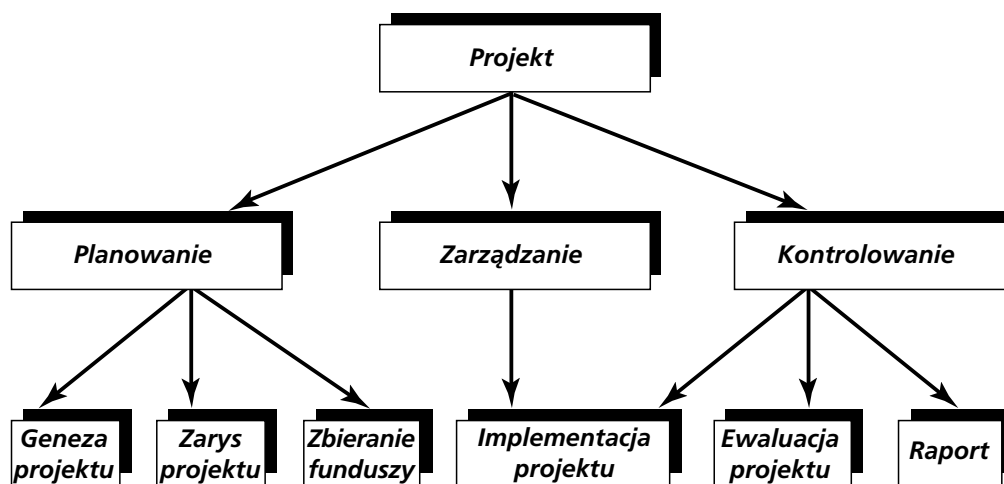 Projekt
Planowanie
Zarządzanie
Kontrolowanie
Geneza
projektu
Zarys
projektu
Zbieranie
funduszy
Implementacja
projektu
Ewaluacja
projektu
Raport